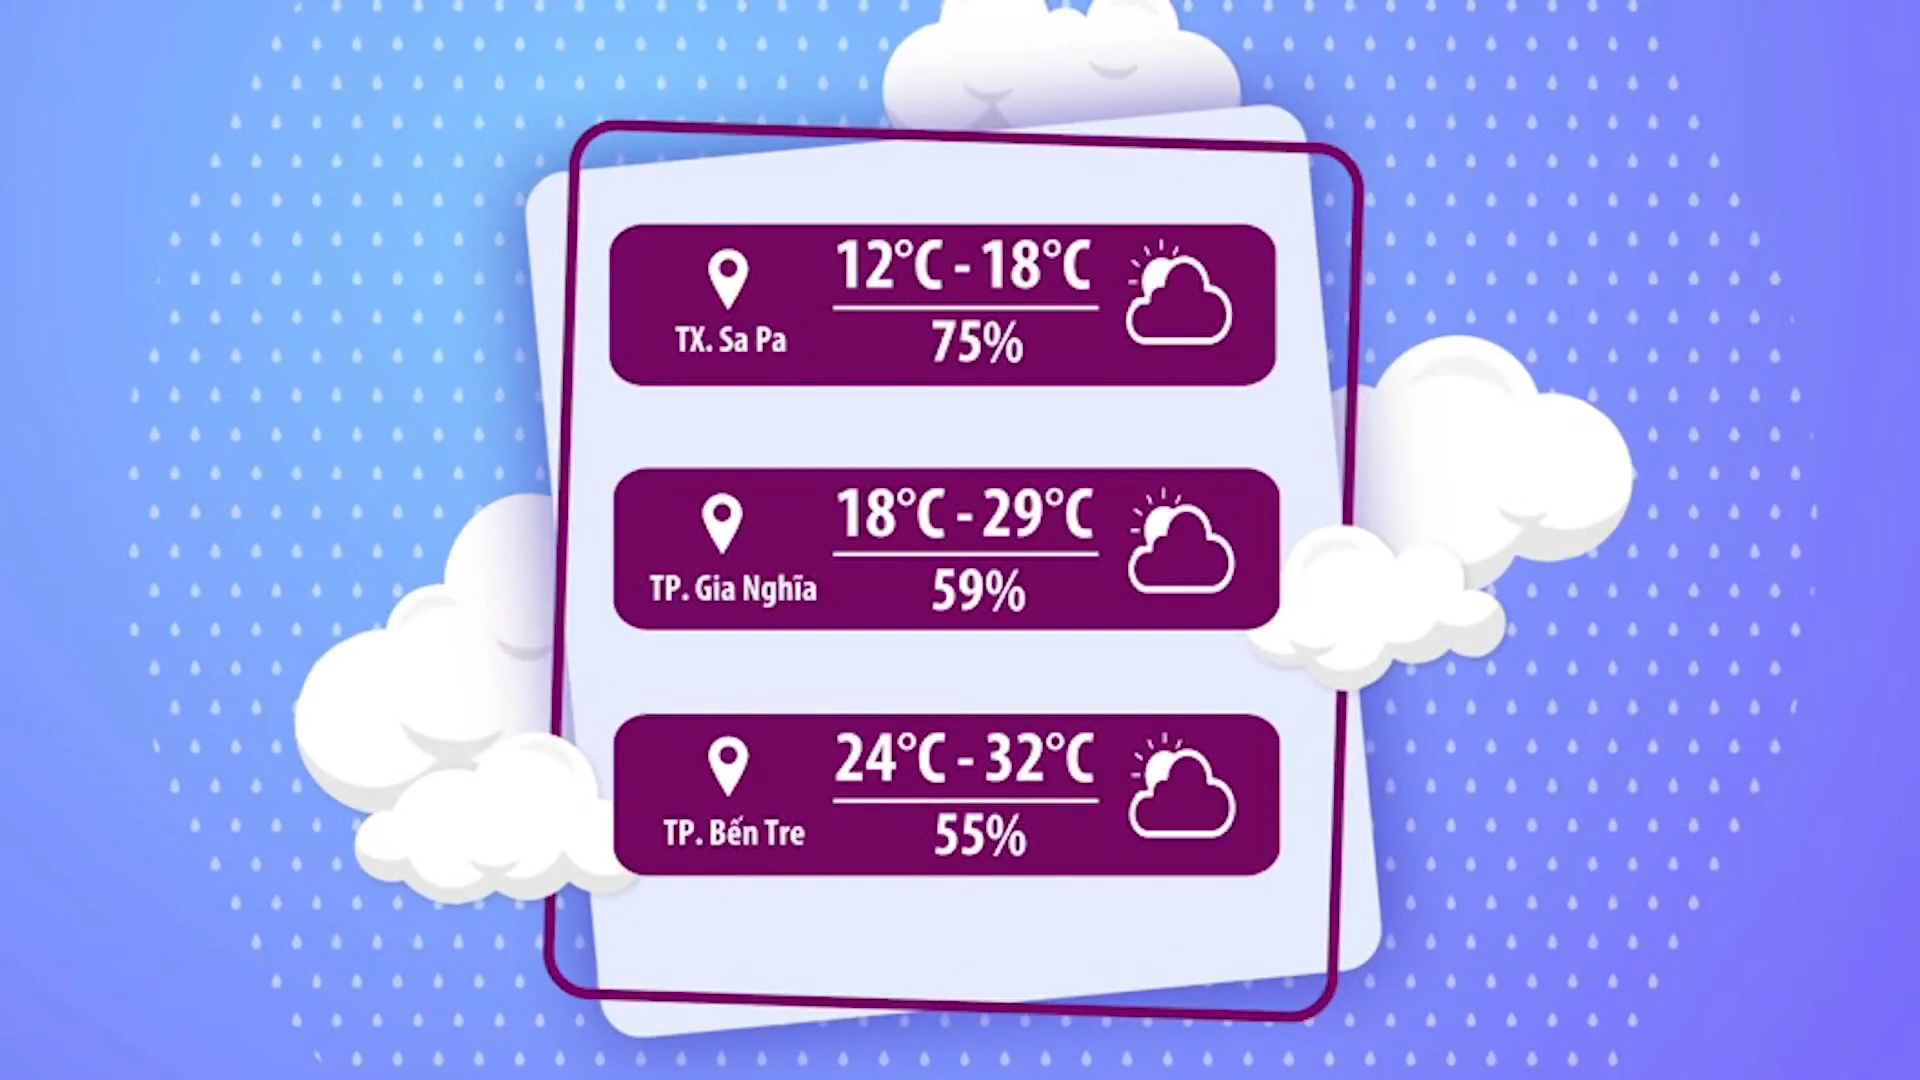 12°C - 18°C
TX. Sa Pa
75%
18°C - 29°C
TP. Gia Nghĩa
59%
24°C - 32°C
TP. Bến Tre
55%